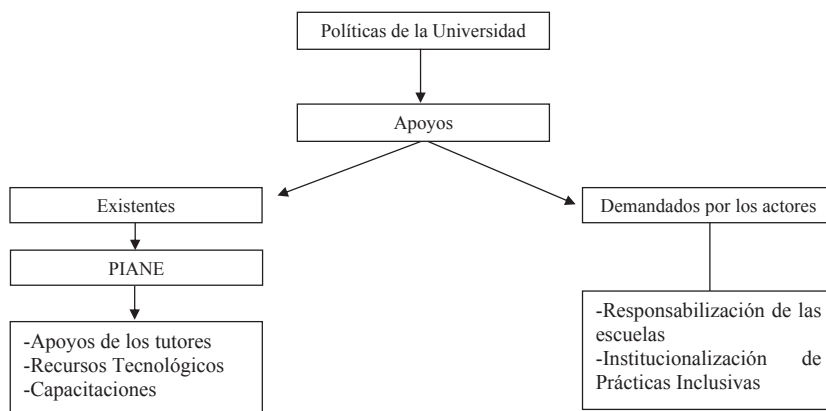 Políticas de la Universidad
Apoyos
Existentes
Demandados por los actores
PIANE
-Apoyos de los tutores
-Recursos Tecnológicos
-Capacitaciones
-Responsabilización de las
escuelas
-Institucionalización de
Prácticas Inclusivas